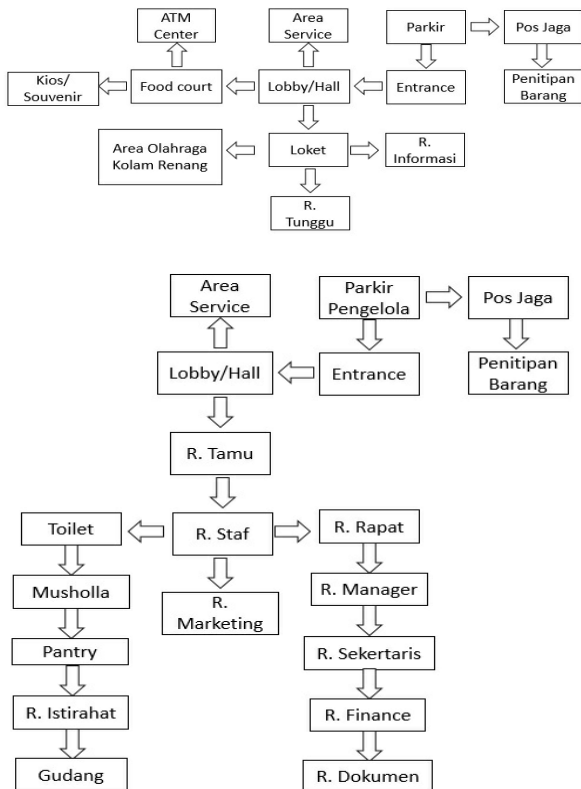 ATM
Center
Area
Service
Parkir
Pos Jaga
Kios/
Souvenir
Food court
Lobby/Hall
Entrance
Penitipan
Barang
Area Olahraga
Kolam Renang
Loket
R.
Informasi
R.
Tunggu
Area
Service
Parkir
Pengelola
Pos Jaga
Lobby/Hall
Entrance
Penitipan
Barang
R. Tamu
Toilet
R. Staf
R. Rapat
Musholla
R.
Marketing
R. Manager
Pantry
R. Sekertaris
R. Istirahat
R. Finance
Gudang
R. Dokumen